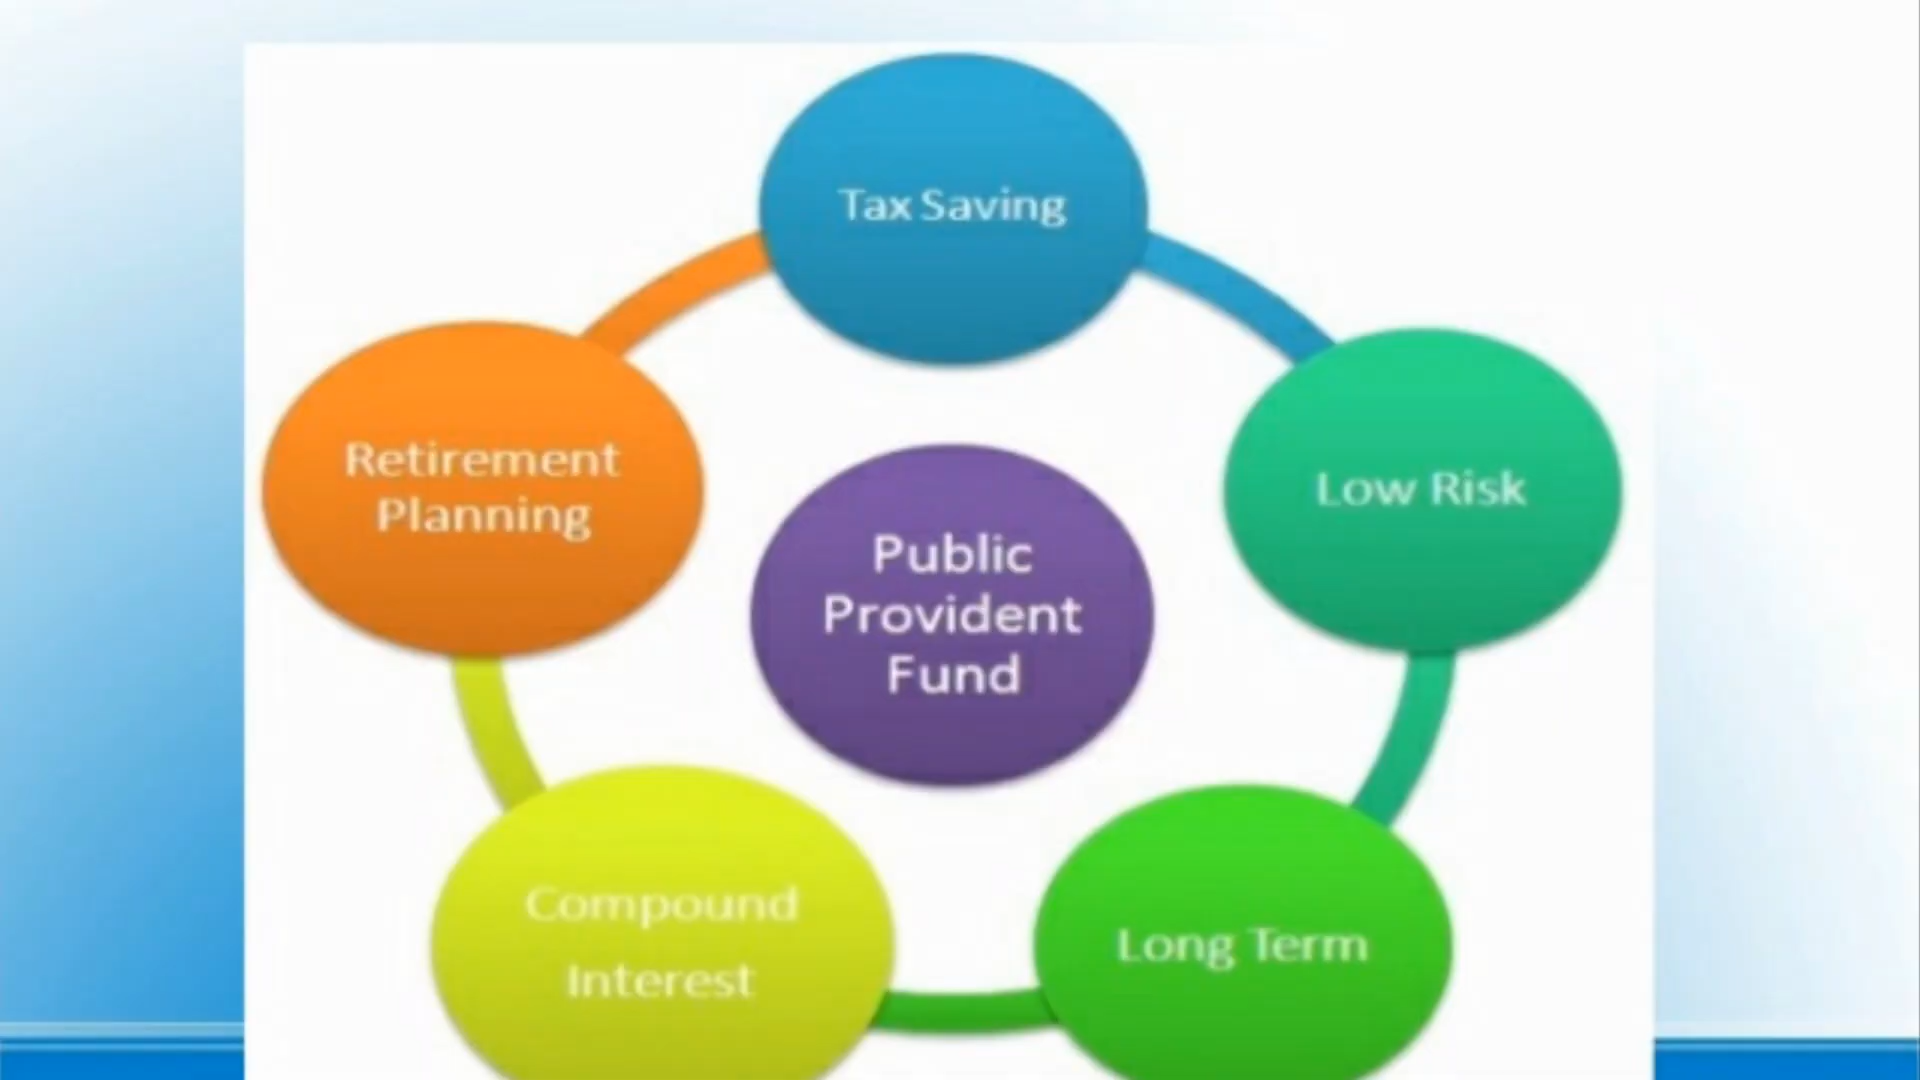 Tax Saving
Low Risk
Long Term
Compound
Interest
Retirement
Planning
Public
Provident
Fund